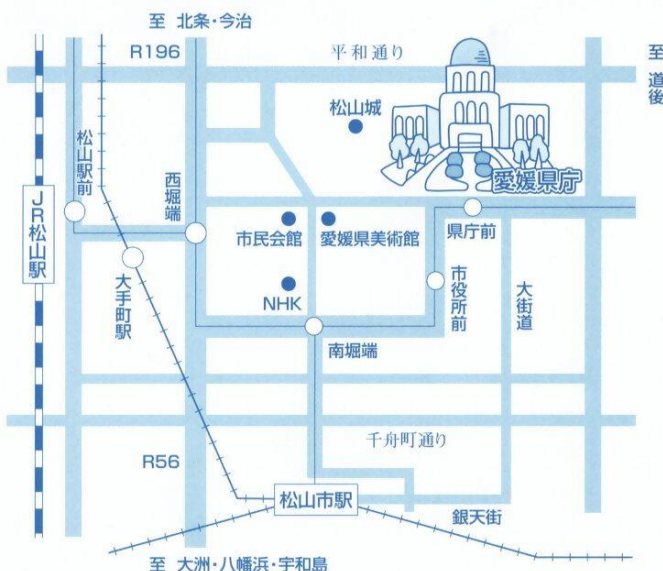 至 北条・今治
R196
平和通り
至 道後
松山城
松山駅前
西堀端
愛媛県庁
JR松山駅
市民会館
愛媛県美術館
県庁前
大手町駅
NHK
市役所前
大街道
南堀端
千舟町通り
R56
松山市駅
銀天街
至 大洲・八幡浜・宇和島